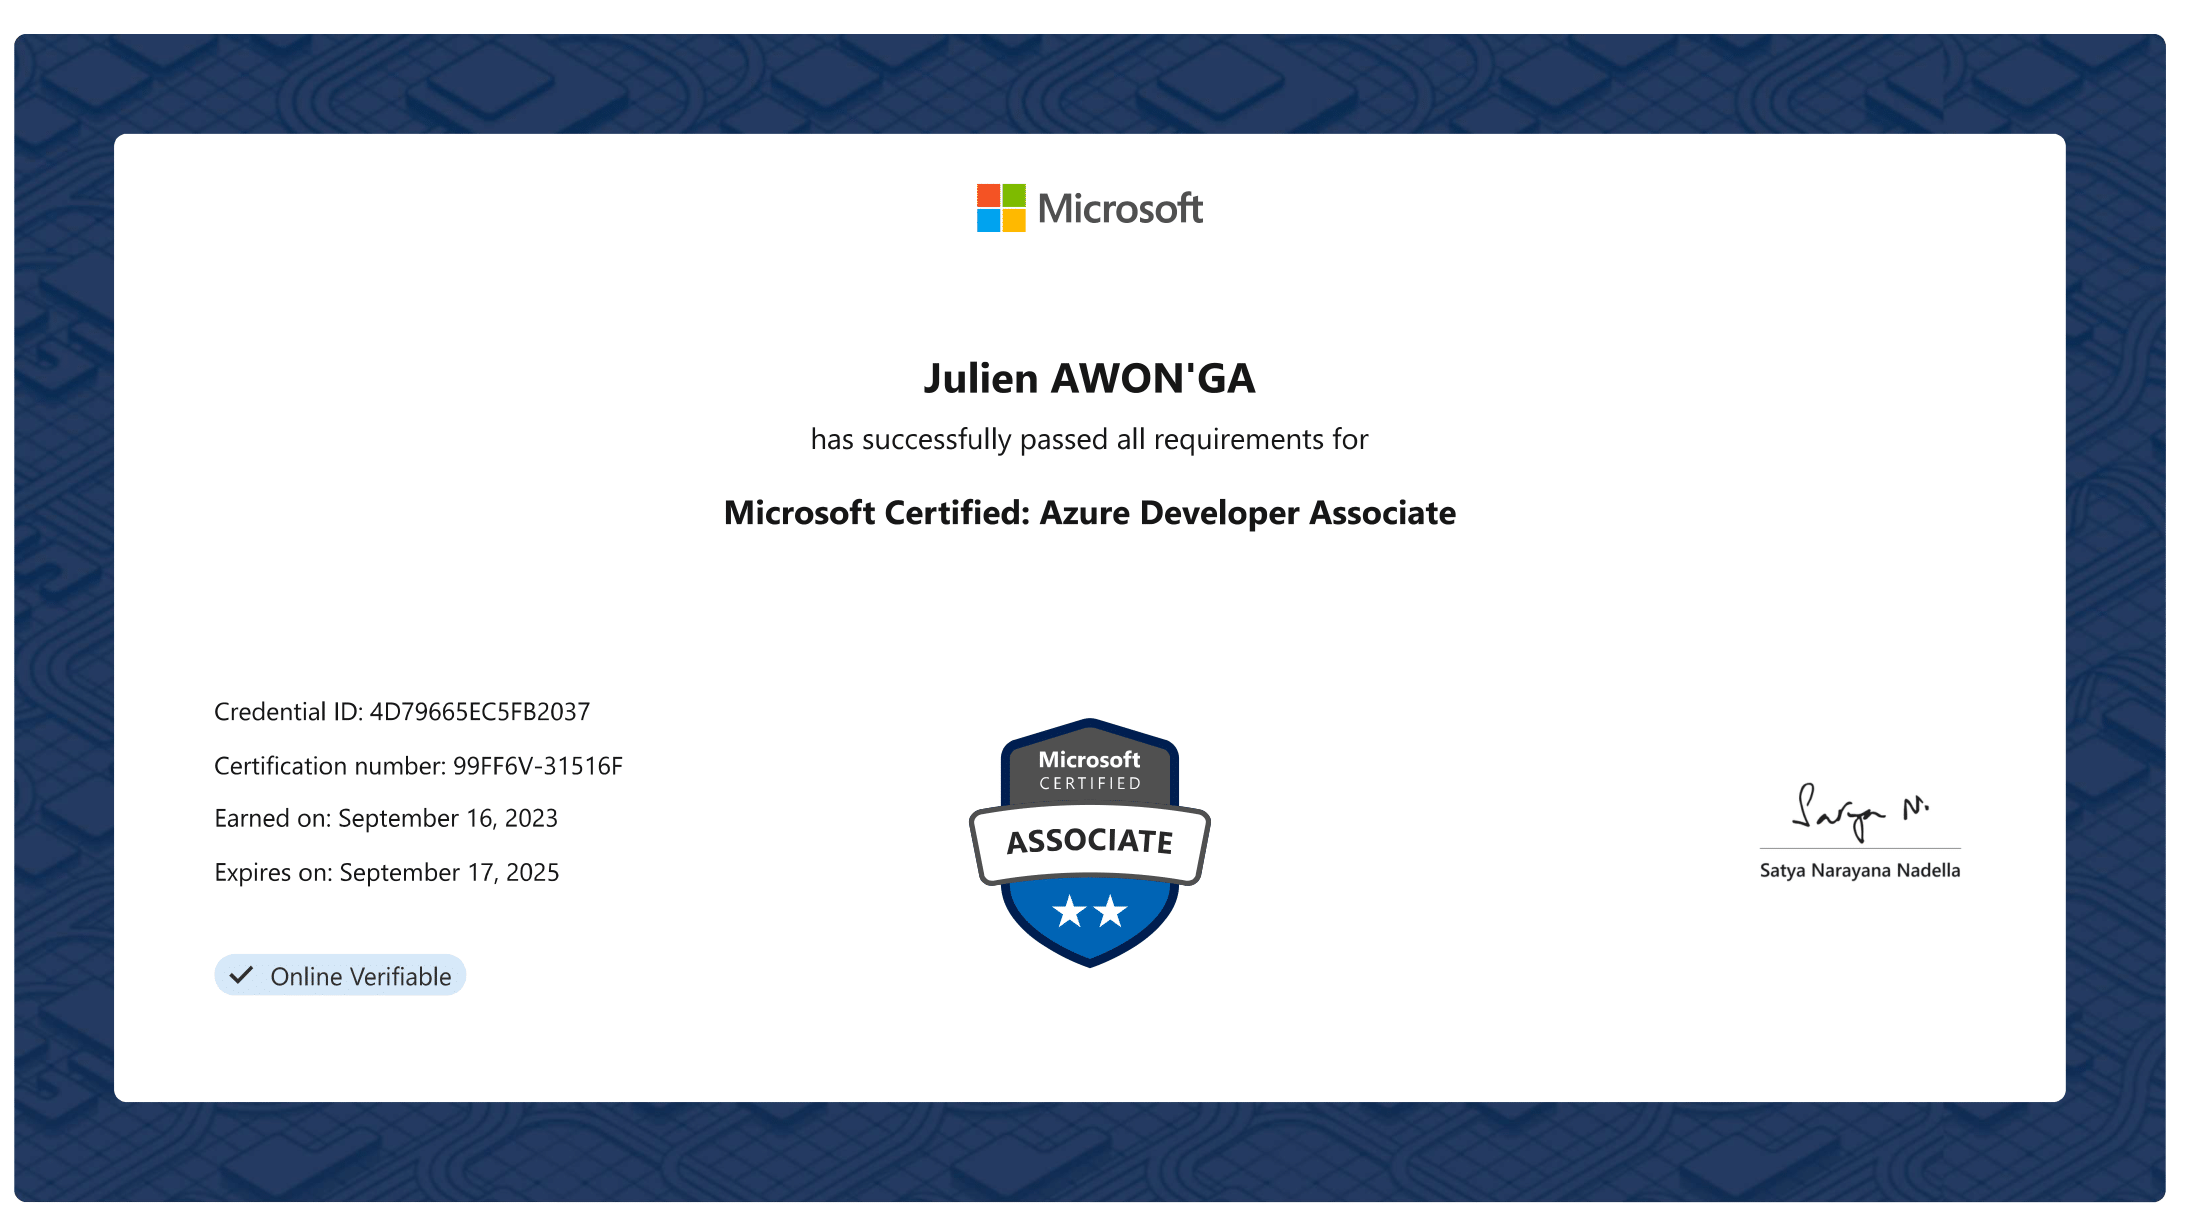 Microsoft
Julien AWON'GA
has successfully passed all requirements for
Microsoft Certified: Azure Developer Associate
Credential ID: 4D79665EC5FB2037
Certification number: 99FF6V-31516F
Earned on: September 16, 2023
Expires on: September 17, 2025
Online Verifiable
Microsoft
CERTIFIED
ASSOCIATE
Satya N.
Satya Narayana Nadella